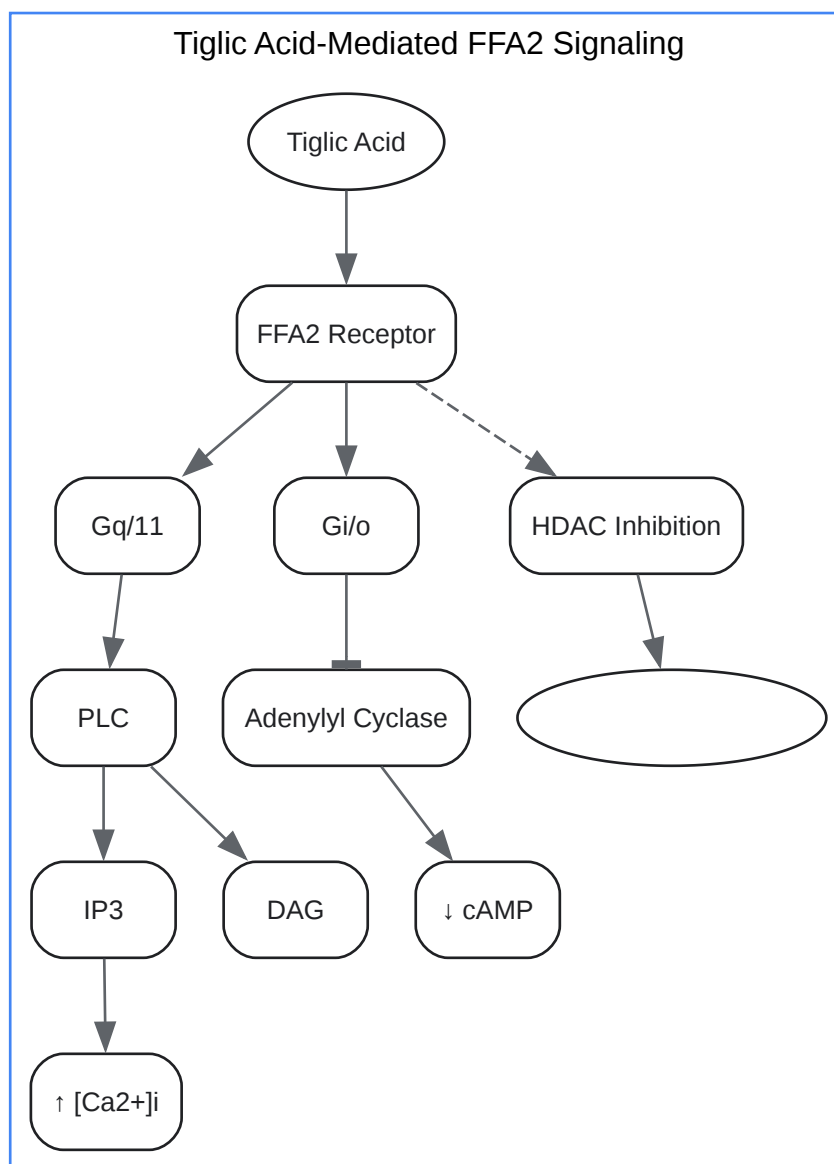 Tiglic Acid-Mediated FFA2 Signaling
Tiglic Acid
FFA2 Receptor
Gq/11
Gi/o
HDAC Inhibition
PLC
Adenylyl Cyclase
IP3
DAG
↓ cAMP
↑ [Ca2+]i